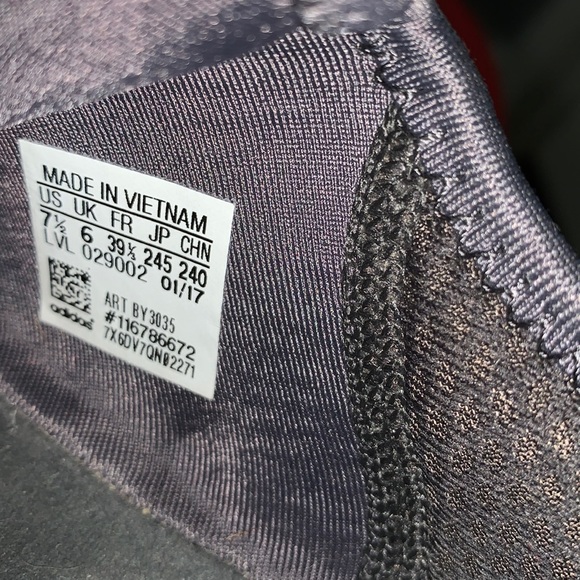 MADE IN VIETNAM
US UK FR JP CHN
7½ 6 39⅓ 245 240
LVL 029002 01/17
ART BY3035
#116786672
7X6DV7QN02271
adidas